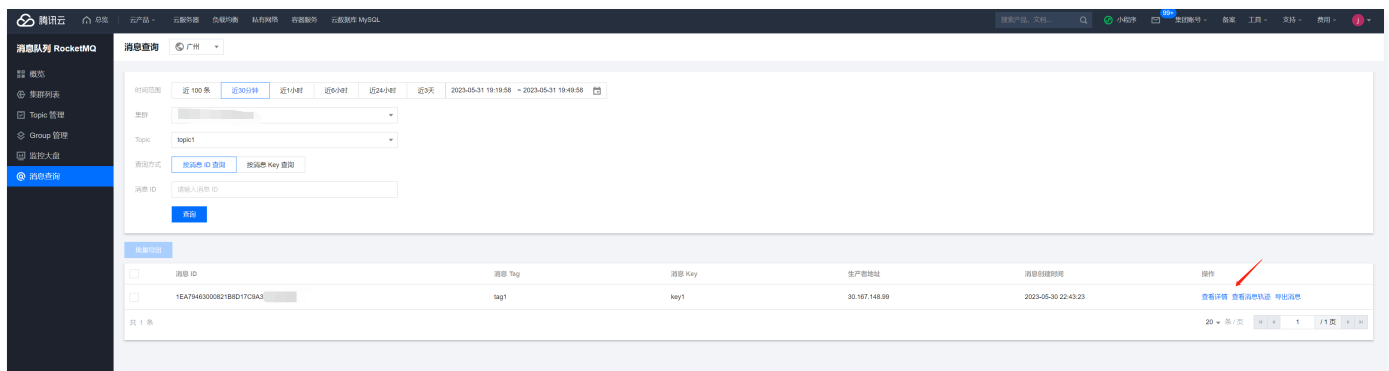 腾讯云 总览 云产品 云服务器 负载均衡 私有网络 容器服务 云数据库 MySQL 搜索产品、文档... 小程序 99+ 集团账号 备案 工具 支持 费用 j
消息队列 RocketMQ
消息查询 广州
概览
集群列表
Topic 管理
Group 管理
监控大盘
消息查询
时间范围 近 100 条 近30分钟 近1小时 近6小时 近24小时 近3天 2023-05-31 19:19:56 ~ 2023-05-31 19:49:56
集群
Topic topic1
查询方式 按消息 ID 查询 按消息 Key 查询
消息 ID 请输入消息 ID
查询
批量导出
消息 ID 消息 Tag 消息 Key 生产者地址 消息创建时间 操作
1EA79463000821B8D17C9A3 tag1 key1 30.167.148.99 2023-05-30 22:43:23 查看详情 查看消息轨迹 导出消息
共 1 条 20 条 / 页 1 / 1 页